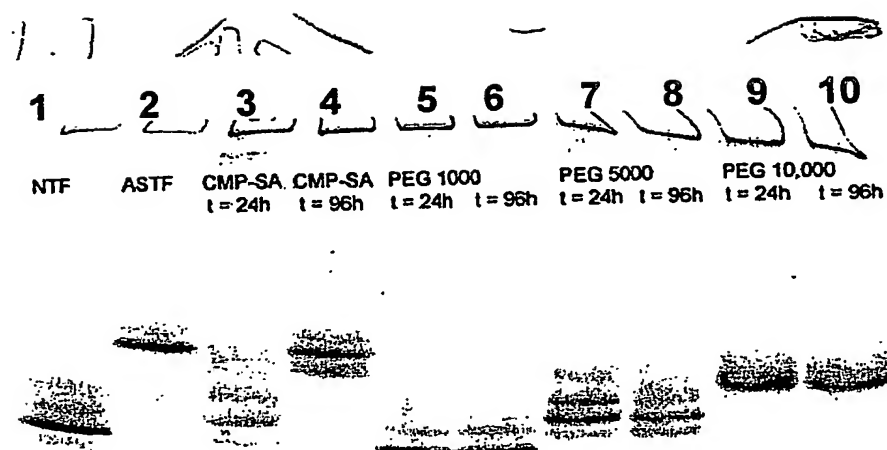 1 2 3 4 5 6 7 8 9 10
NTF ASTF CMP-SA CMP-SA PEG 1000 PEG 5000 PEG 10,000
t = 24h t = 96h t = 24h t = 96h t = 24h t = 96h t = 24h t = 96h